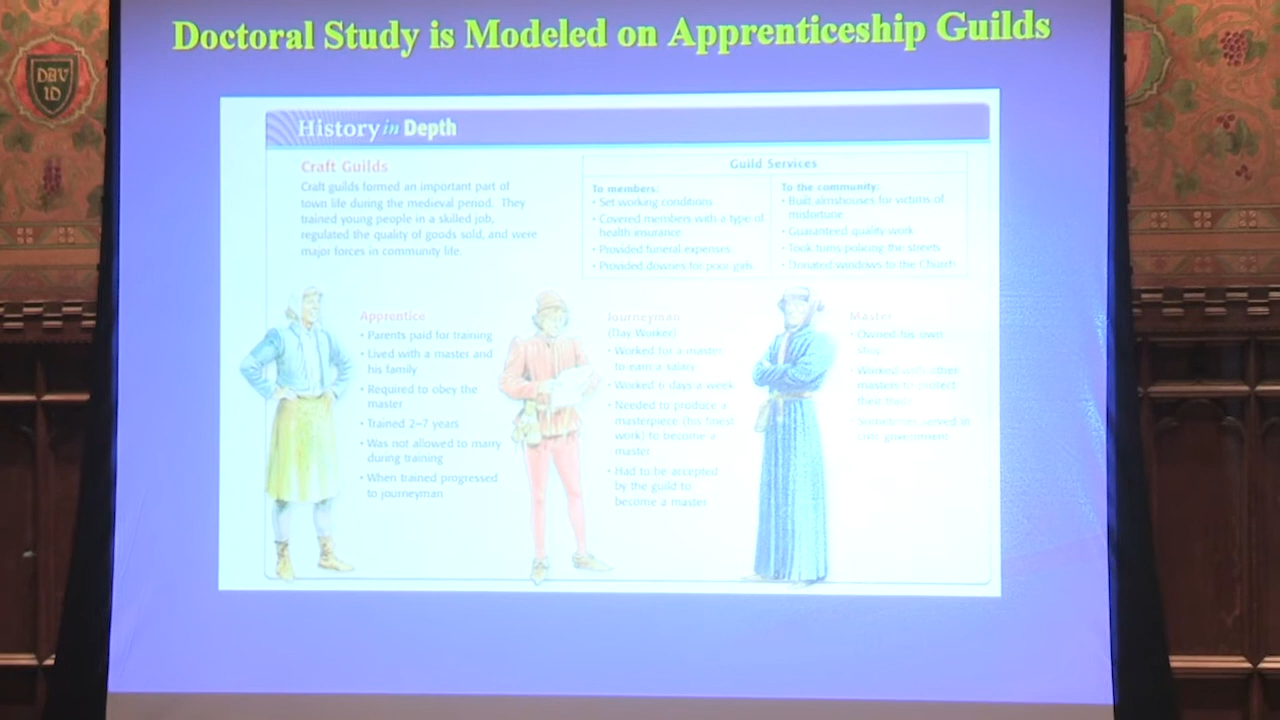 DAV
ID
Doctoral Study is Modeled on Apprenticeship Guilds
History in Depth
Craft Guilds
Craft guilds formed an important part of
town life during the medieval period. They
trained young people in a skilled job,
regulated the quality of goods sold, and were
major forces in community life.
Guild Services
To members:
• Set working conditions
• Covered members with a type of
health insurance
• Provided funeral expenses
• Provided dowries for poor girls
To the community:
• Built almshouses for victims of
misfortune
• Guaranteed quality work
• Took turns policing the streets
• Donated windows to the Church
Apprentice
• Parents paid for training
• Lived with a master and
his family
• Required to obey the
master
• Trained 2–7 years
• Was not allowed to marry
during training
• When trained progressed
to journeyman
Journeyman
(Day Worker)
• Worked for a master
to earn a salary
• Worked 6 days a week
• Needed to produce a
masterpiece (his finest
work) to become a
master
• Had to be accepted
by the guild to
become a master
Master
• Owned his own
shop
• Worked with other
masters to protect
their trade
• Sometimes served in
civic government